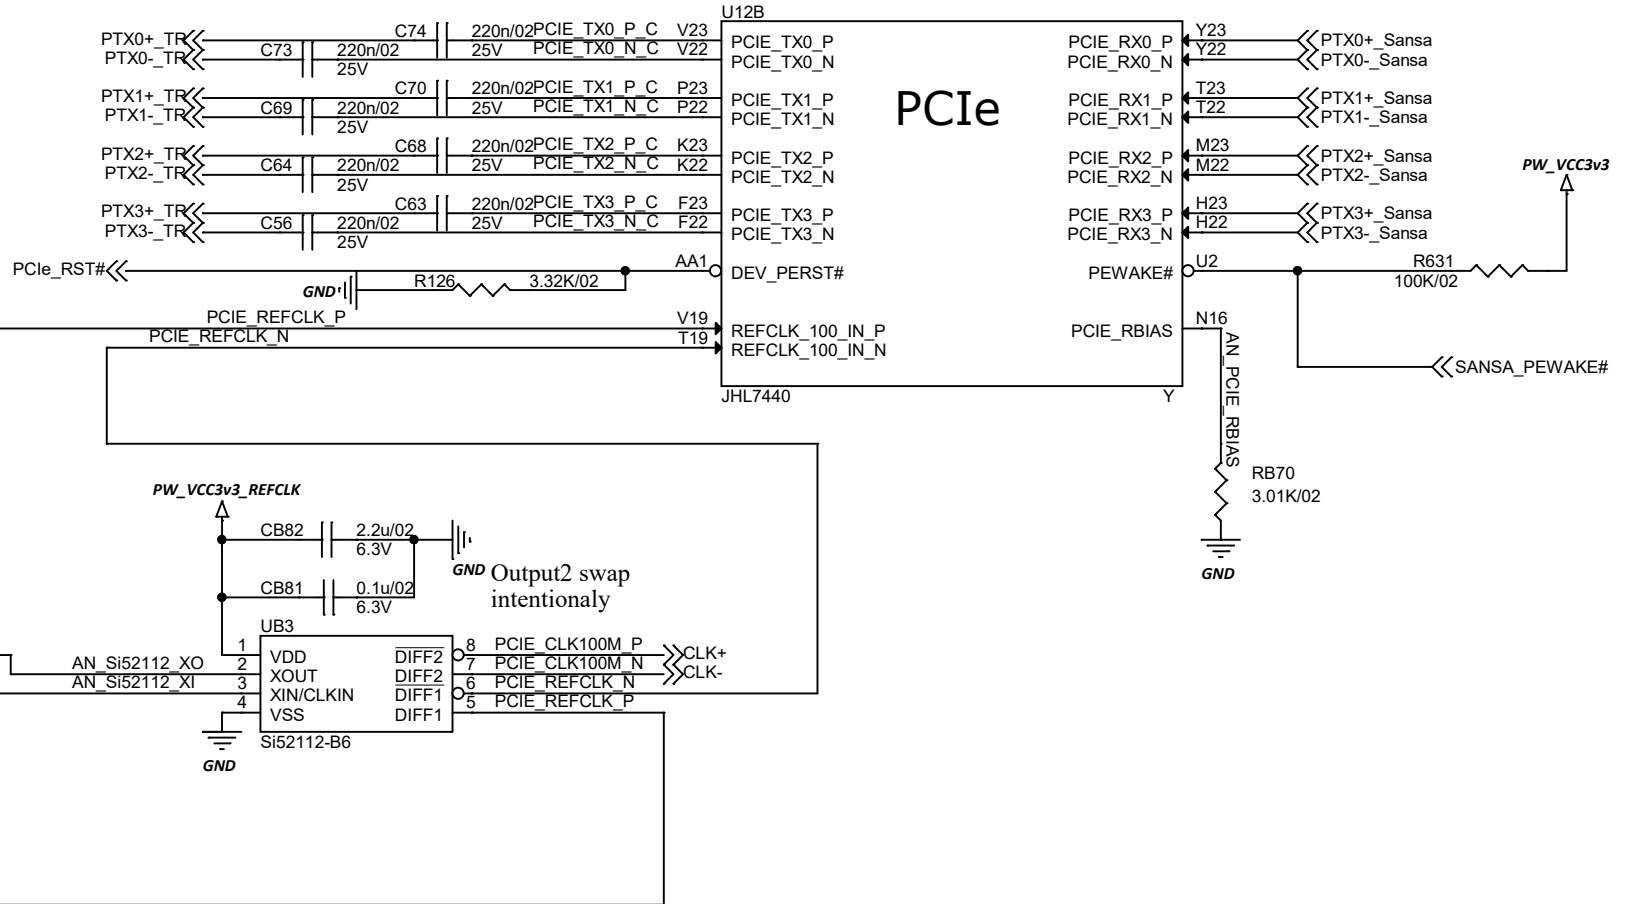 U12B
PTX0+_TR C74 220n/02 PCIE_TX0_P_C V23 PCIE_TX0_P PCIE_RX0_P Y23 PTX0+_Sansa
PTX0-_TR C73 220n/02 25V PCIE_TX0_N_C V22 PCIE_TX0_N PCIE_RX0_N Y22 PTX0-_Sansa
25V
PTX1+_TR C70 220n/02 PCIE_TX1_P_C P23 PCIE_TX1_P PCIE_RX1_P T23 PTX1+_Sansa
PTX1-_TR C69 220n/02 25V PCIE_TX1_N_C P22 PCIE_TX1_N PCIE_RX1_N T22 PTX1-_Sansa
25V
PCIe
PTX2+_TR C68 220n/02 PCIE_TX2_P_C K23 PCIE_TX2_P PCIE_RX2_P M23 PTX2+_Sansa
PTX2-_TR C64 220n/02 25V PCIE_TX2_N_C K22 PCIE_TX2_N PCIE_RX2_N M22 PTX2-_Sansa
25V
PW_VCC3v3
PTX3+_TR C63 220n/02 PCIE_TX3_P_C F23 PCIE_TX3_P PCIE_RX3_P H23 PTX3+_Sansa
PTX3-_TR C56 220n/02 25V PCIE_TX3_N_C F22 PCIE_TX3_N PCIE_RX3_N H22 PTX3-_Sansa
25V
PCIe_RST# AA1 DEV_PERST# PEWAKE# U2 R631
100K/02
GND R126 3.32K/02
PCIE_REFCLK_P V19 REFCLK_100_IN_P PCIE_RBIAS N16
PCIE_REFCLK_N T19 REFCLK_100_IN_N
AN_PCIE_RBIAS
SANSA_PEWAKE#
JHL7440 Y
RB70
3.01K/02
GND
PW_VCC3v3_REFCLK
CB82 2.2u/02
6.3V
GND
Output2 swap
intentionaly
CB81 0.1u/02
6.3V
UB3
1 VDD DIFF2 8 PCIE_CLK100M_P CLK+
AN_Si52112_XO 2 XOUT DIFF2 7 PCIE_CLK100M_N CLK-
AN_Si52112_XI 3 XIN/CLKIN DIFF1 6 PCIE_REFCLK_N
4 VSS DIFF1 5 PCIE_REFCLK_P
Si52112-B6
GND